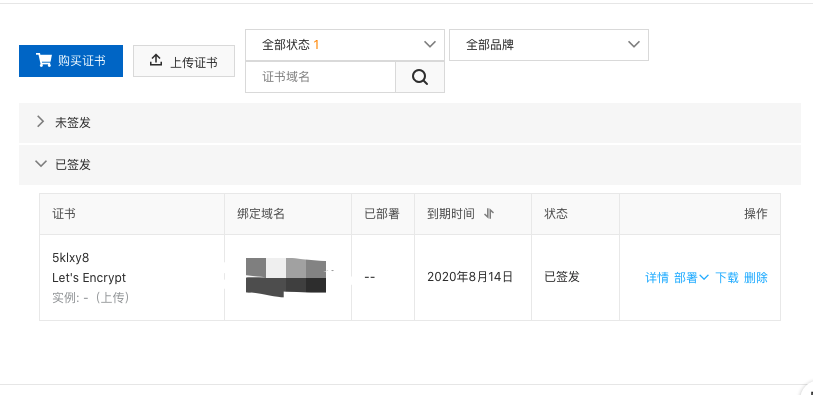 购买证书
上传证书
全部状态 1
全部品牌
证书域名
未签发
已签发
证书 绑定域名 已部署 到期时间 状态 操作
5klxy8
Let's Encrypt
实例: - (上传)
-- 2020年8月14日 已签发 详情 部署 下载 删除